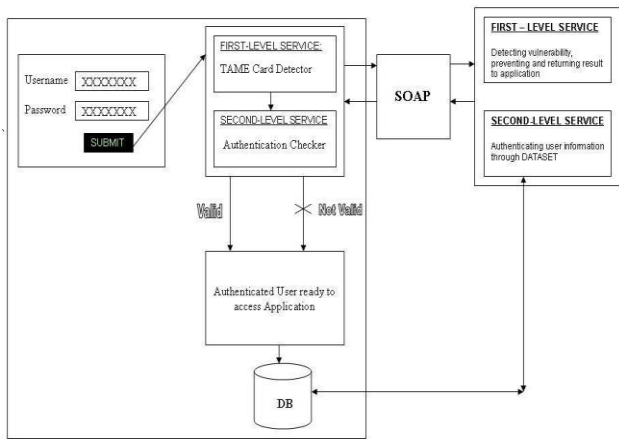 Username XXXXXXX
Password XXXXXXX
SUBMIT
FIRST-LEVEL SERVICE:
TAME Card Detector
SECOND-LEVEL SERVICE
Authentication Checker
SOAP
FIRST – LEVEL SERVICE
Detecting vulnerability,
preventing and returning result
to application
SECOND-LEVEL SERVICE
Authenticating user information
through DATASET
Valid
Not Valid
Authenticated User ready to
access Application
DB